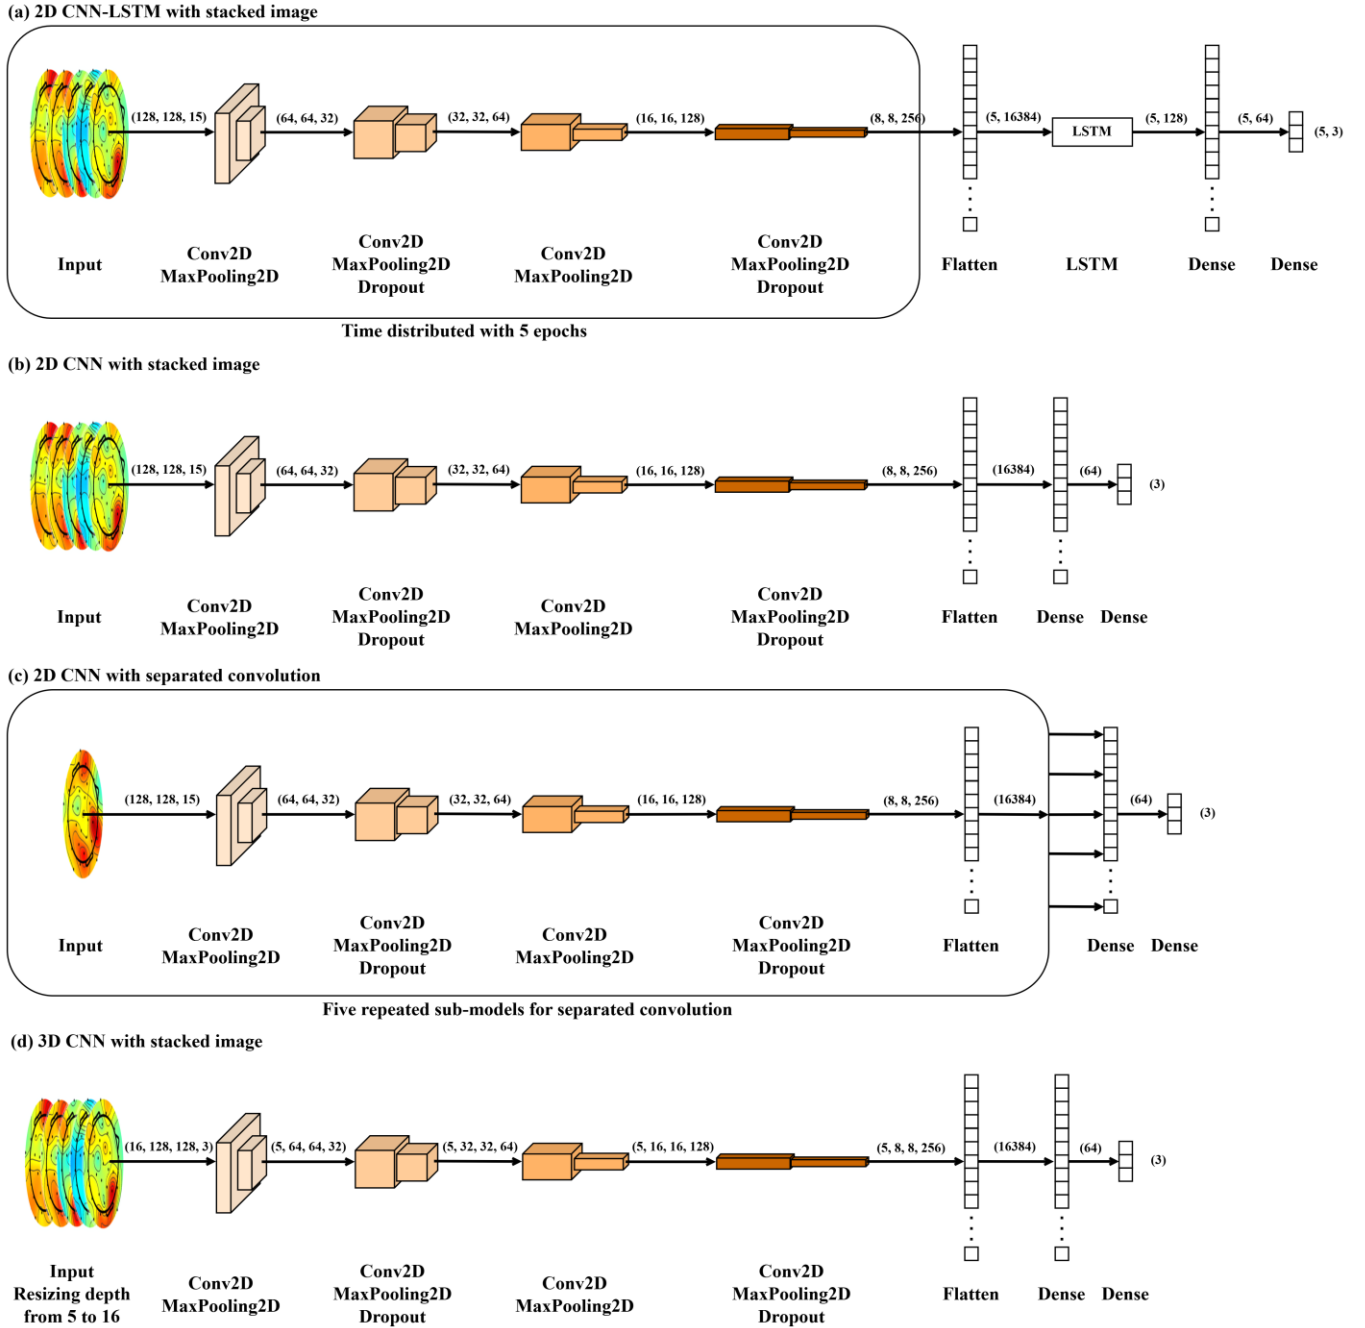 (a) 2D CNN-LSTM with stacked image
(128, 128, 15)
(64, 64, 32)
(32, 32, 64)
(16, 16, 128)
(8, 8, 256)
(5, 16384)
LSTM
(5, 128)
(5, 64)
(5, 3)
Input
Conv2D
MaxPooling2D
Conv2D
MaxPooling2D
Dropout
Conv2D
MaxPooling2D
Conv2D
MaxPooling2D
Dropout
Flatten
LSTM
Dense
Dense
Time distributed with 5 epochs
(b) 2D CNN with stacked image
(128, 128, 15)
(64, 64, 32)
(32, 32, 64)
(16, 16, 128)
(8, 8, 256)
(16384)
(64)
(3)
Input
Conv2D
MaxPooling2D
Conv2D
MaxPooling2D
Dropout
Conv2D
MaxPooling2D
Conv2D
MaxPooling2D
Dropout
Flatten
Dense
Dense
(c) 2D CNN with separated convolution
(128, 128, 15)
(64, 64, 32)
(32, 32, 64)
(16, 16, 128)
(8, 8, 256)
(16384)
(64)
(3)
Input
Conv2D
MaxPooling2D
Conv2D
MaxPooling2D
Dropout
Conv2D
MaxPooling2D
Conv2D
MaxPooling2D
Dropout
Flatten
Dense
Dense
Five repeated sub-models for separated convolution
(d) 3D CNN with stacked image
(16, 128, 128, 3)
(5, 64, 64, 32)
(5, 32, 32, 64)
(5, 16, 16, 128)
(5, 8, 8, 256)
(16384)
(64)
(3)
Input
Resizing depth
from 5 to 16
Conv2D
MaxPooling2D
Conv2D
MaxPooling2D
Dropout
Conv2D
MaxPooling2D
Conv2D
MaxPooling2D
Dropout
Flatten
Dense
Dense